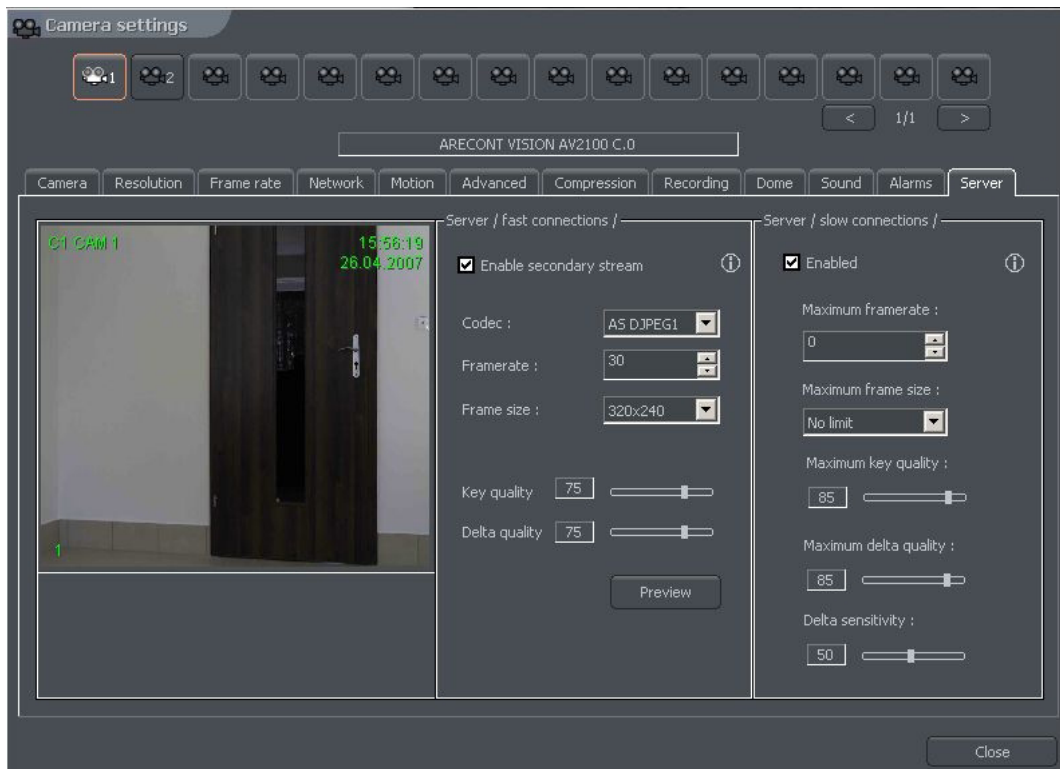 Camera settings
1 2
< 1/1 >
ARECONT VISION AV2100 C.0
Camera Resolution Frame rate Network Motion Advanced Compression Recording Dome Sound Alarms Server
C1 CAM 1 15:56:19
26.04.2007
1
Server / fast connections /
Enable secondary stream
Codec : AS DJPEG1
Framerate : 30
Frame size : 320x240
Key quality 75
Delta quality 75
Preview
Server / slow connections /
Enabled
Maximum framerate :
0
Maximum frame size :
No limit
Maximum key quality :
85
Maximum delta quality :
85
Delta sensitivity :
50
Close